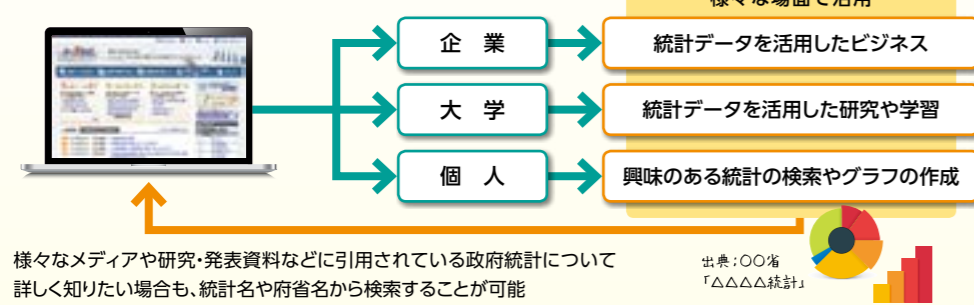 様々な場面で活用
企 業
統計データを活用したビジネス
大 学
統計データを活用した研究や学習
個 人
興味のある統計の検索やグラフの作成
様々なメディアや研究・発表資料などに引用されている政府統計について
詳しく知りたい場合も、統計名や府省名から検索することが可能
出典；〇〇省
「△△△△統計」